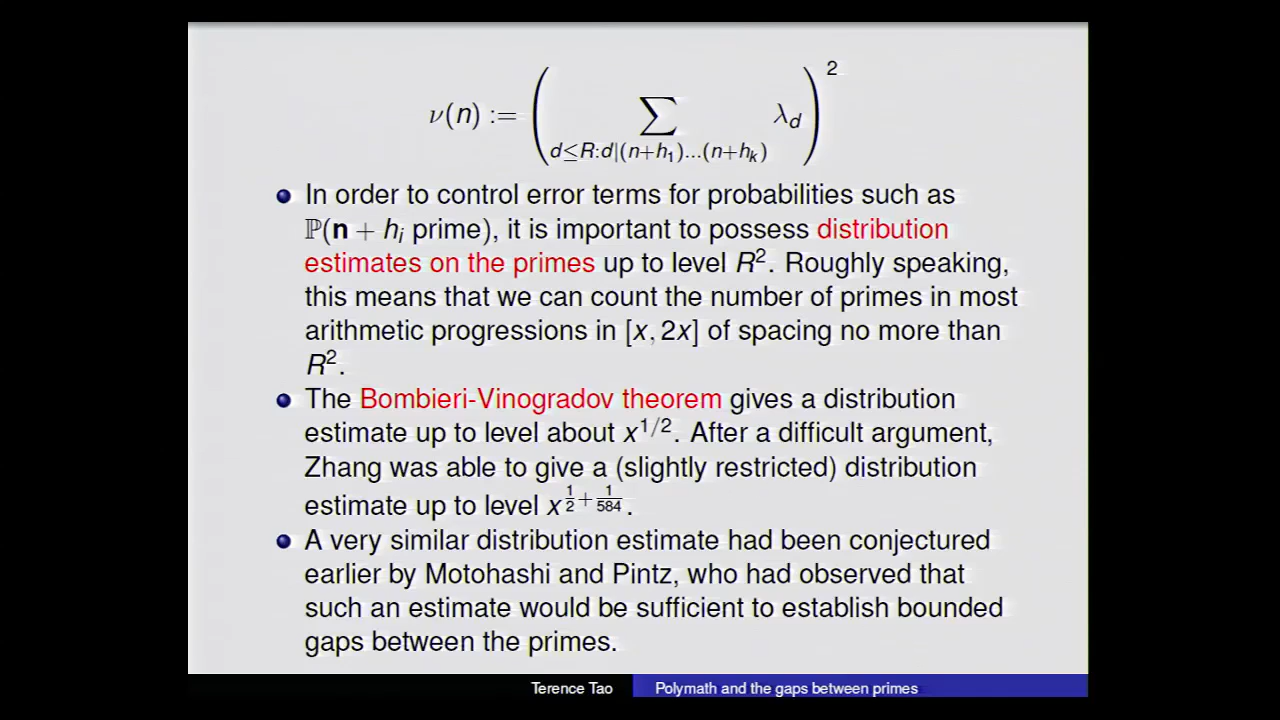 ν(n) := ( ∑ d≤R:d|(n+h₁)...(n+hₖ) λ_d )²
In order to control error terms for probabilities such as
ℙ(n + hᵢ prime), it is important to possess distribution
estimates on the primes up to level R². Roughly speaking,
this means that we can count the number of primes in most
arithmetic progressions in [x, 2x] of spacing no more than
R².
The Bombieri-Vinogradov theorem gives a distribution
estimate up to level about x^{1/2}. After a difficult argument,
Zhang was able to give a (slightly restricted) distribution
estimate up to level x^{1/2 + 1/584}.
A very similar distribution estimate had been conjectured
earlier by Motohashi and Pintz, who had observed that
such an estimate would be sufficient to establish bounded
gaps between the primes.
Terence Tao Polymath and the gaps between primes